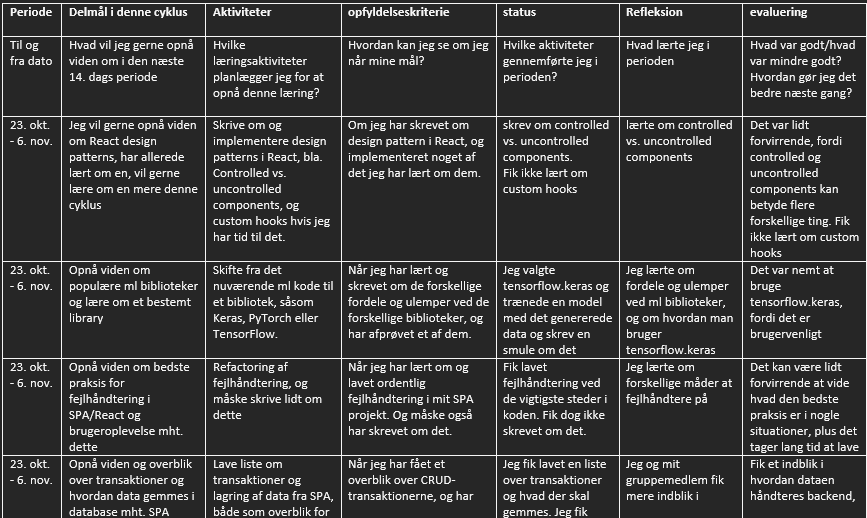 Periode
Delmål i denne cyklus
Aktiviteter
opfyldelseskriterie
status
Refleksion
evaluering
Til og
fra dato
Hvad vil jeg gerne opnå
viden om i den næste
14. dags periode
Hvilke
læringsaktiviteter
planlægger jeg for at
opnå denne læring?
Hvordan kan jeg se om jeg
når mine mål?
Hvilke aktiviteter
gennemførte jeg i
perioden?
Hvad lærte jeg i
perioden
Hvad var godt/hvad
var mindre godt?
Hvordan gør jeg det
bedre næste gang?
23. okt.
- 6. nov.
Jeg vil gerne opnå viden
om React design
patterns, har allerede
lært om en, vil gerne
lære om en mere denne
cyklus
Skrive om og
implementere design
patterns i React, bla.
Controlled vs.
uncontrolled
components, og
custom hooks hvis jeg
har tid til det.
Om jeg har skrevet om
design pattern i React, og
implementeret noget af
det jeg har lært om dem.
skrev om controlled
vs. uncontrolled
components.
Fik ikke lært om
custom hooks
lærte om controlled
vs. uncontrolled
components
Det var lidt
forvirrende, fordi
controlled og
uncontrolled
components kan
betyde flere
forskellige ting. Fik
ikke lært om custom
hooks
23. okt.
- 6. nov.
Opnå viden om
populære ml biblioteker
og lære om et bestemt
library
Skifte fra det
nuværende ml kode til
et bibliotek, såsom
Keras, PyTorch eller
TensorFlow.
Når jeg har lært og
skrevet om de forskellige
fordele og ulemper ved de
forskellige biblioteker, og
har afprøvet et af dem.
Jeg valgte
tensorflow.keras og
trænede en model
med det genererede
data og skrev en
smule om det
Jeg lærte om
fordele og ulemper
ved ml biblioteker,
og om hvordan man
bruger
tensorflow.keras
Det var nemt at
bruge
tensorflow.keras,
fordi det er
brugervenligt
23. okt.
- 6. nov.
Opnå viden om bedste
praksis for
fejlhåndtering i
SPA/React og
brugeroplevelse mht.
dette
Refactoring af
fejlhåndtering, og
måske skrive lidt om
dette
Når jeg har lært om og
lavet ordentlig
fejlhåndtering i mit SPA
projekt. Og måske også
har skrevet om det.
Fik lavet
fejlhåndtering ved
de vigtigste steder i
koden. Fik dog ikke
skrevet om det.
Jeg lærte om
forskellige måder at
fejlhåndtere på
Det kan være lidt
forvirrende at vide
hvad den bedste
praksis er i nogle
situationer, plus det
tager lang tid at lave
23. okt.
- 6. nov.
Opnå viden og overblik
over transaktioner og
hvordan data gemmes i
database mht. SPA
Lave liste om
transaktioner og
lagring af data fra SPA,
både som overblik for
Når jeg har fået et
overblik over CRUD-
transaktionerne, og har
Jeg fik lavet en liste
over transaktioner
og hvad der skal
gemmes. Jeg fik
Jeg og mit
gruppemedlem fik
mere indblik i
Fik et indblik i
hvordan dataen
håndteres backend,